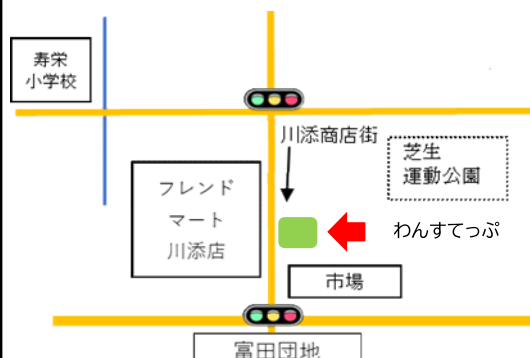 寿栄
小学校
川添商店街
芝生
運動公園
フレンド
マート
川添店
わんすてっぷ
市場
富田団地